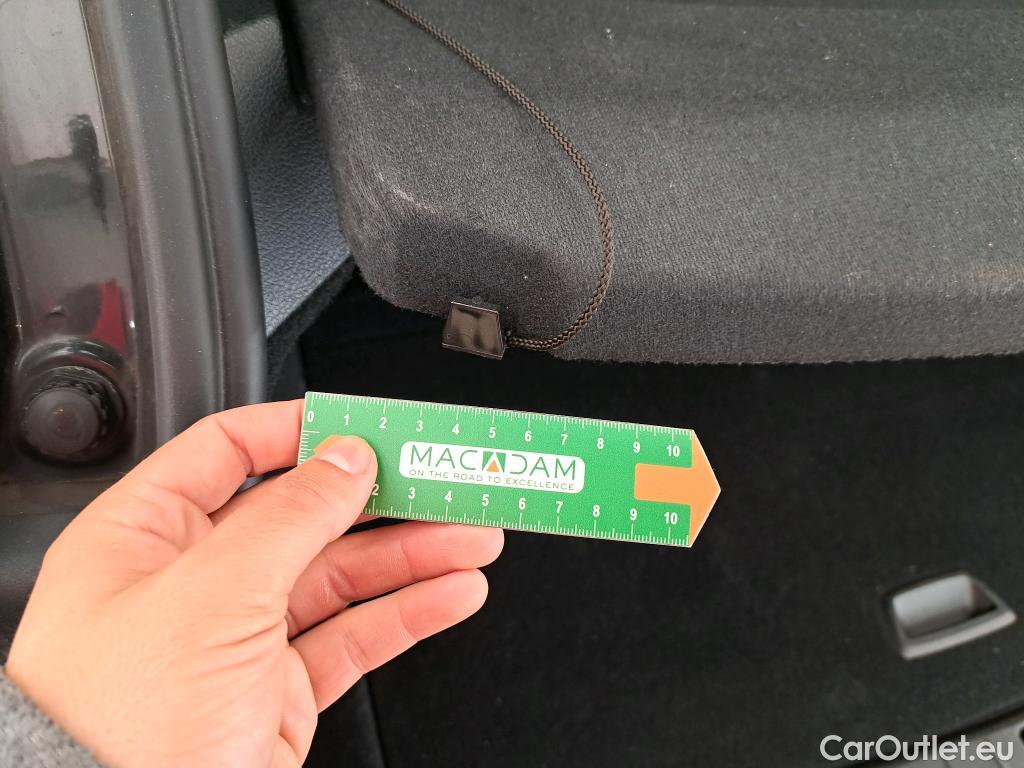 0 1 2 3 4 5 6 7 8 9 10
MACADAM
ON THE ROAD TO EXCELLENCE
2 3 4 5 6 7 8 9 10
CarOutlet.eu